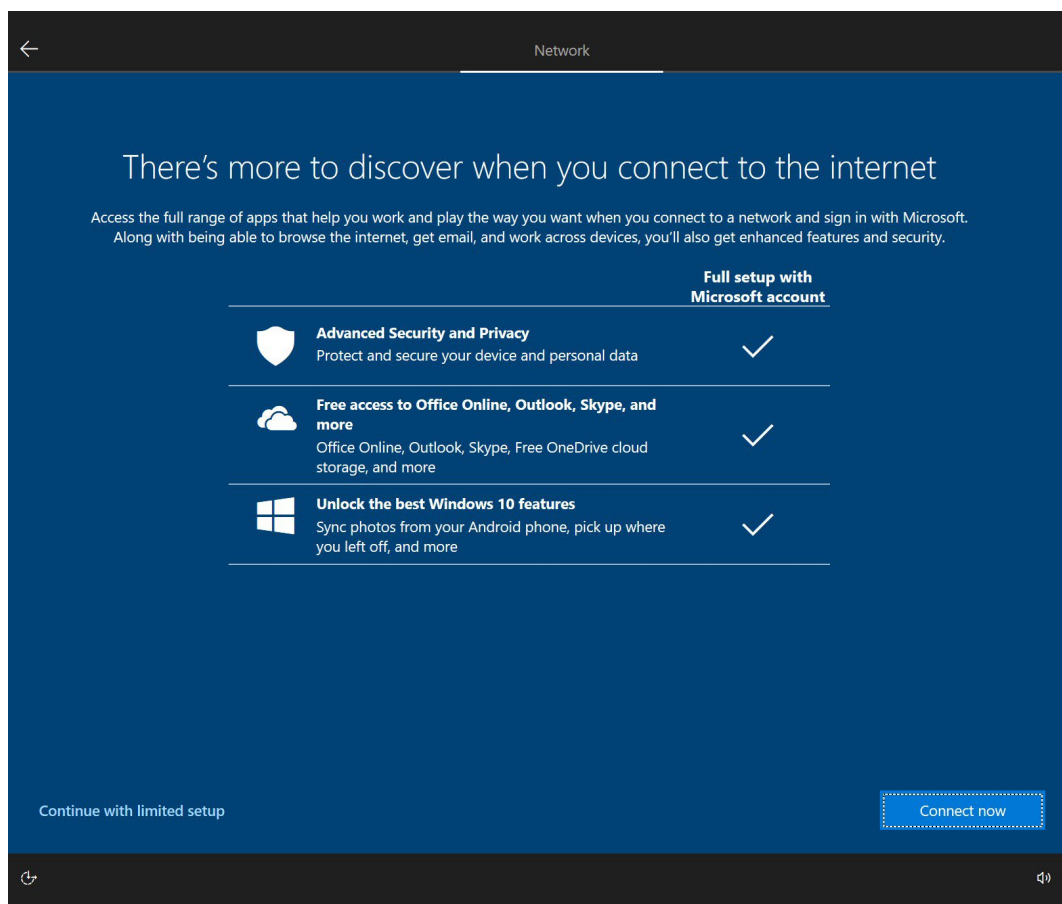 Network
There's more to discover when you connect to the internet
Access the full range of apps that help you work and play the way you want when you connect to a network and sign in with Microsoft.
Along with being able to browse the internet, get email, and work across devices, you'll also get enhanced features and security.
Full setup with
Microsoft account
Advanced Security and Privacy
Protect and secure your device and personal data
Free access to Office Online, Outlook, Skype, and
more
Office Online, Outlook, Skype, Free OneDrive cloud
storage, and more
Unlock the best Windows 10 features
Sync photos from your Android phone, pick up where
you left off, and more
Continue with limited setup
Connect now